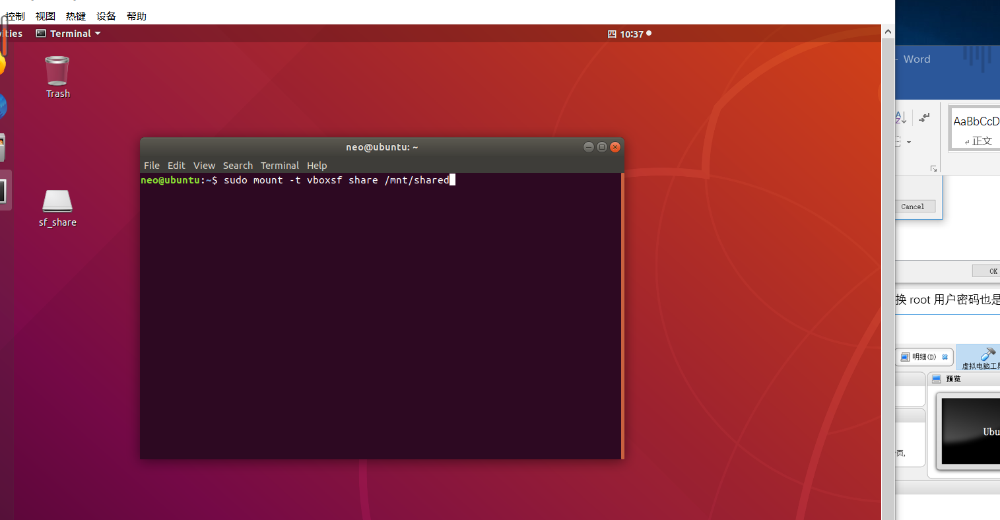 控制 视图 热键 设备 帮助
ities Terminal 四 10:37
Trash
sf_share
neo@ubuntu: ~
File Edit View Search Terminal Help
neo@ubuntu:~$ sudo mount -t vboxsf share /mnt/shared
- Word
AZ
AaBbCcD
正文
Cancel
OK
换 root 用户密码也是
明细(D)
虚拟电脑工具
预览
Ubu
页,